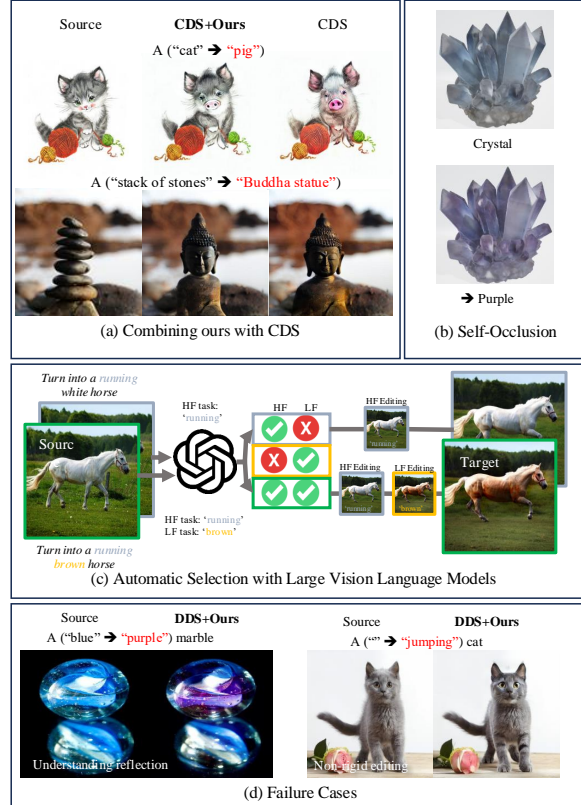 Source
CDS+Ours
CDS
A (“cat” ➔ “pig”)
A (“stack of stones” ➔ “Buddha statue”)
(a) Combining ours with CDS
Crystal
➔ Purple
(b) Self-Occlusion
Turn into a running
white horse
Sourc
Turn into a running
brown horse
HF task:
‘running’
HF task: ‘running’
LF task: ‘brown’
HF LF
HF Editing
‘running’
HF Editing
‘running’
LF Editing
‘brown’
Target
(c) Automatic Selection with Large Vision Language Models
Source
DDS+Ours
A (“blue” ➔ “purple”) marble
Understanding reflection
Source
DDS+Ours
A (“” ➔ “jumping”) cat
Non-rigid editing
(d) Failure Cases